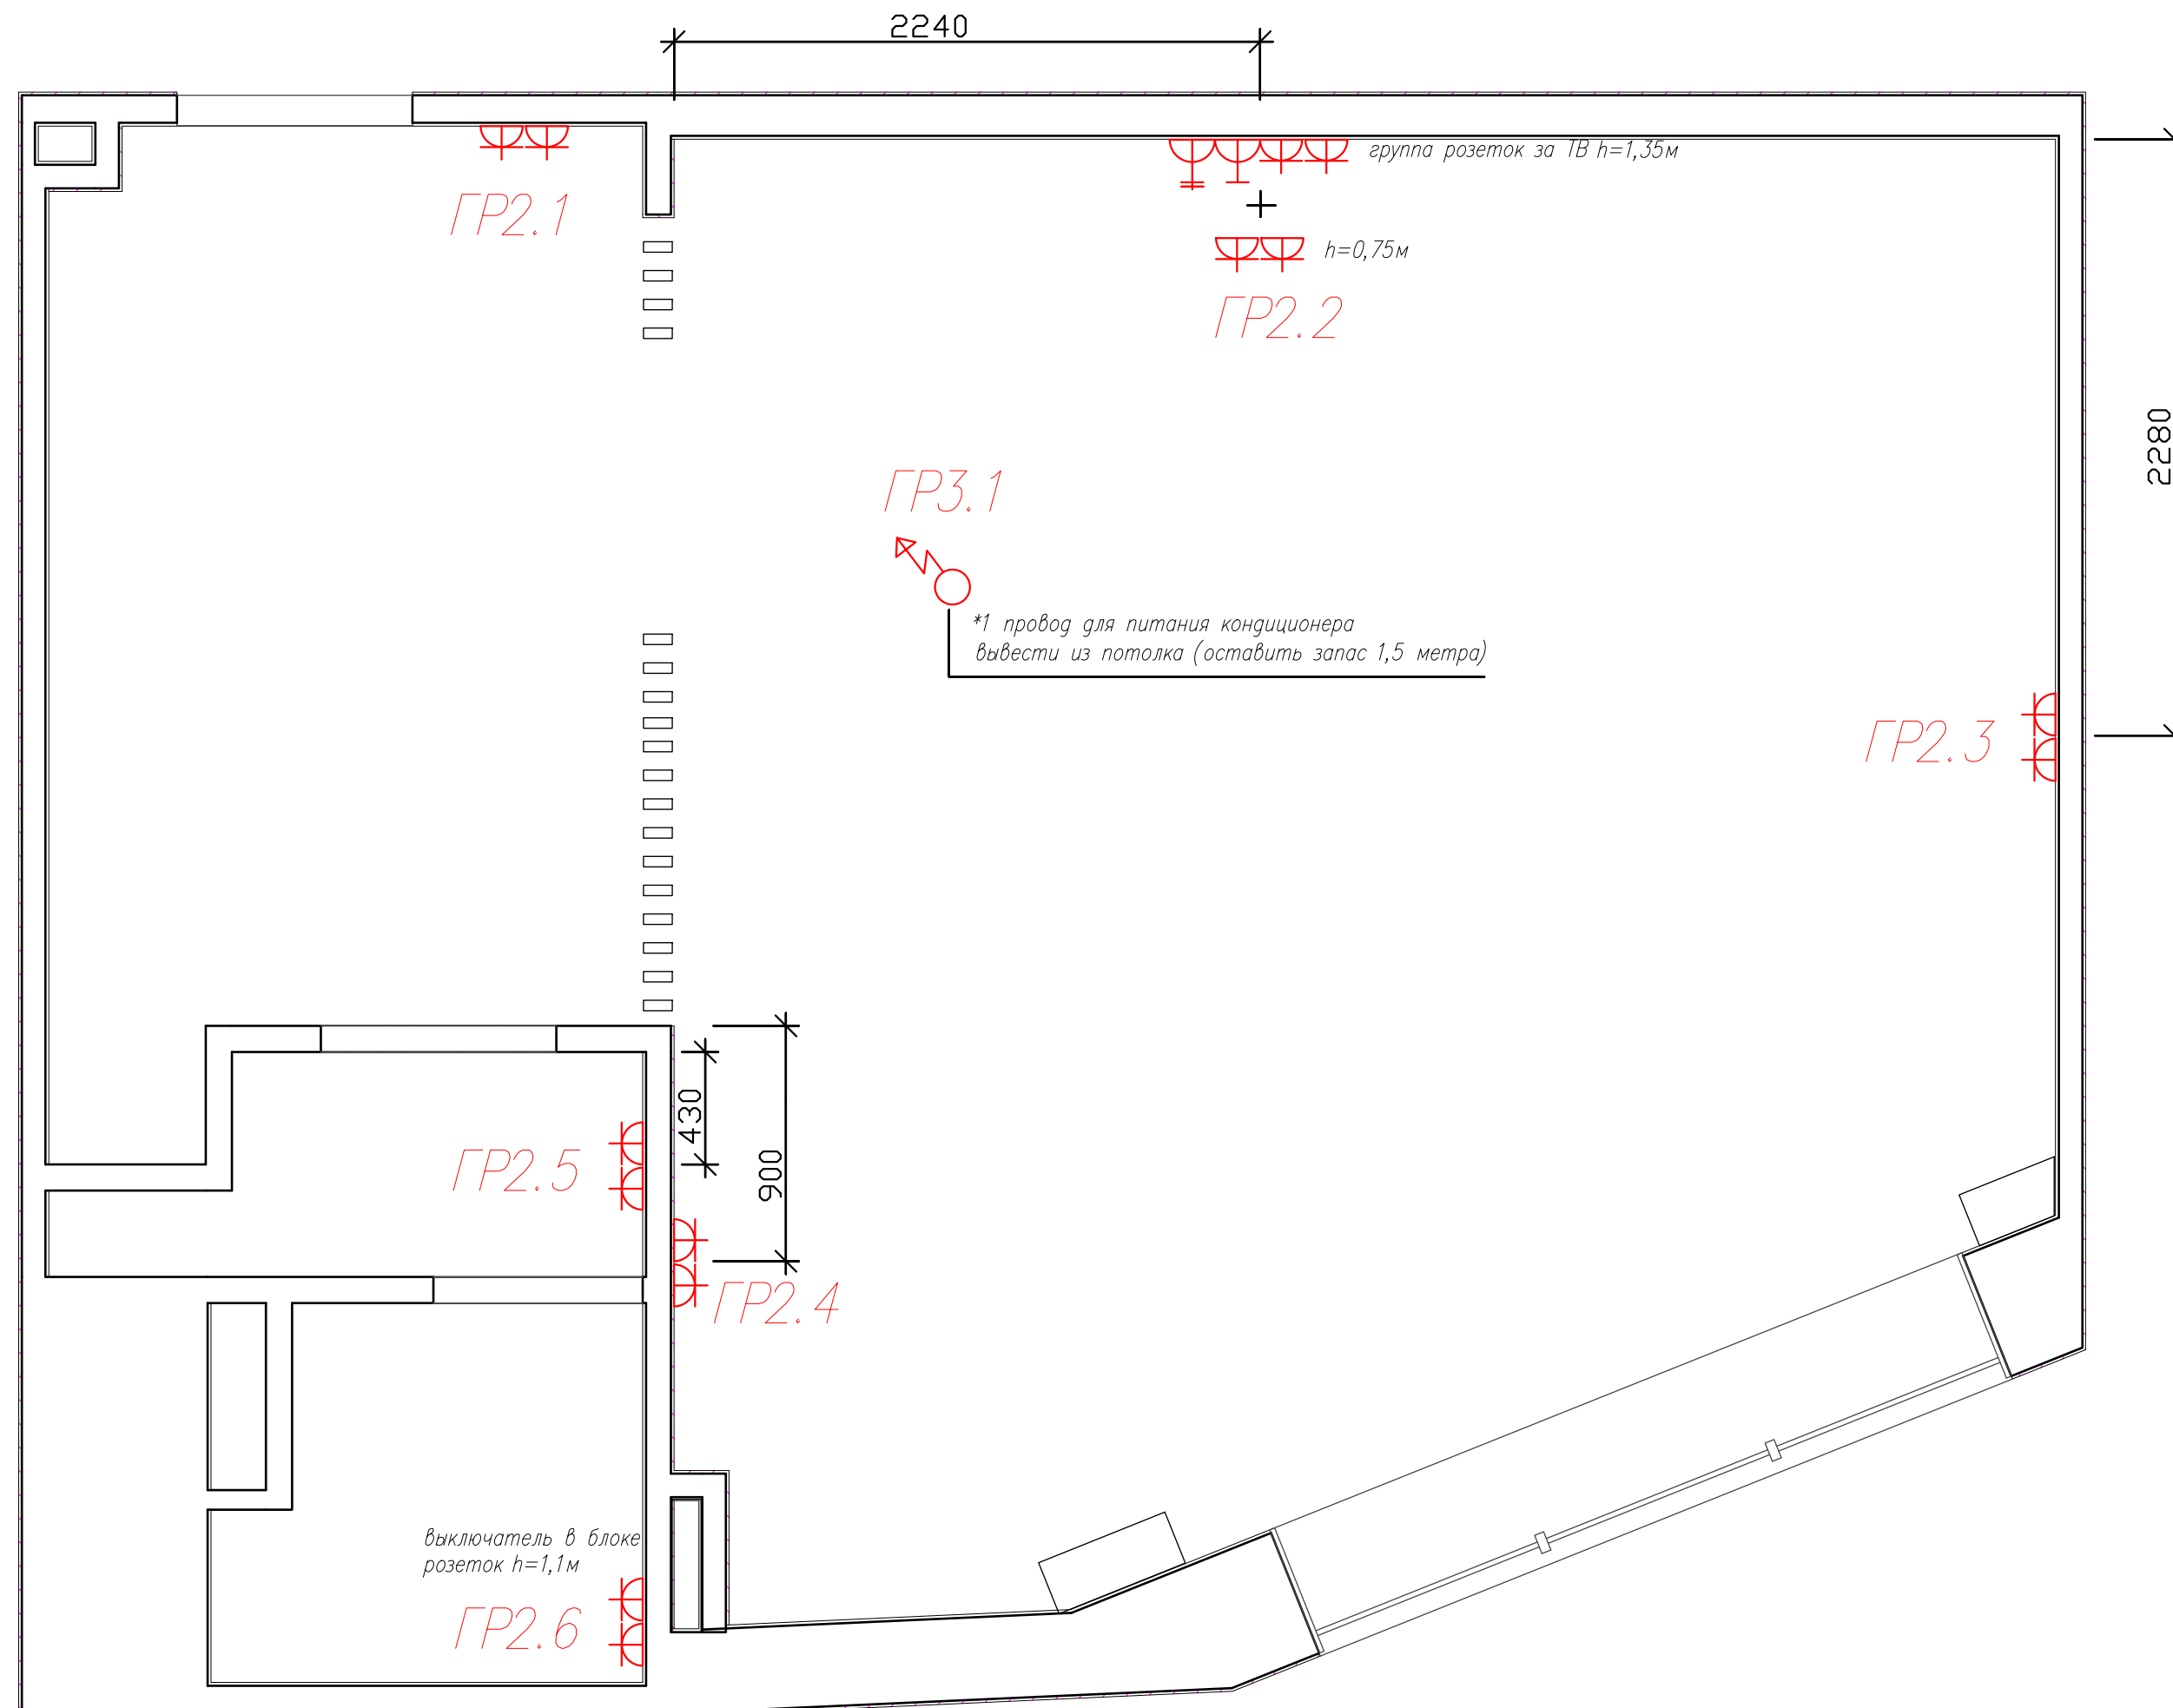 2240
группа розеток за ТВ h=1,35м
ГР2.1
h=0,75м
ГР2.2
2280
ГР3.1
*1 провод для питания кондиционера
вывести из потолка (оставить запас 1,5 метра)
ГР2.3
430
900
ГР2.5
ГР2.4
выключатель в блоке
розеток h=1,1м
ГР2.6